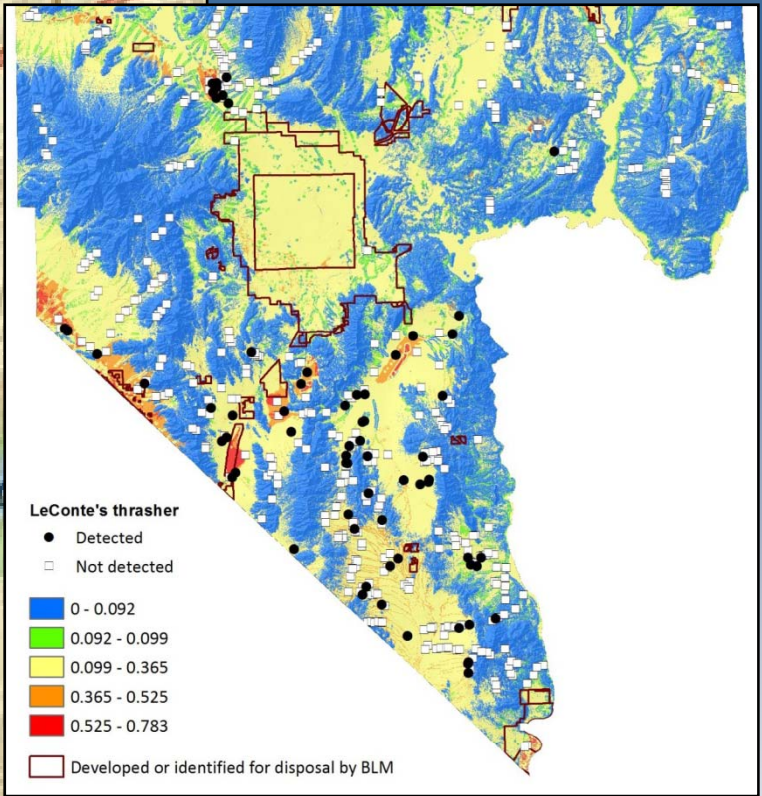 LeConte's thrasher
Detected
Not detected
0 - 0.092
0.092 - 0.099
0.099 - 0.365
0.365 - 0.525
0.525 - 0.783
Developed or identified for disposal by BLM